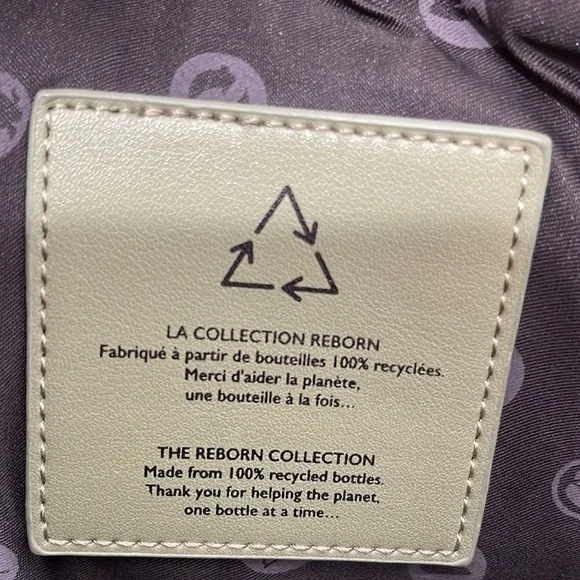 LA COLLECTION REBORN
Fabriqué à partir de bouteilles 100% recyclées.
Merci d'aider la planète,
une bouteille à la fois...
THE REBORN COLLECTION
Made from 100% recycled bottles.
Thank you for helping the planet,
one bottle at a time...